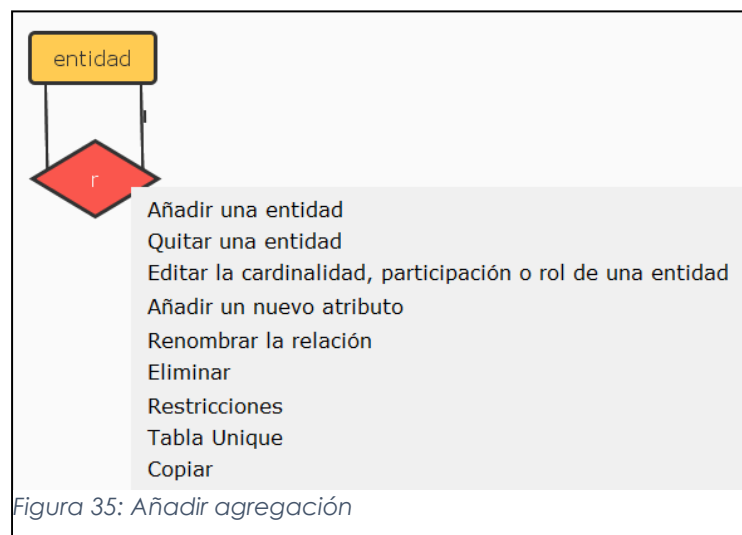 entidad
r
Añadir una entidad
Quitar una entidad
Editar la cardinalidad, participación o rol de una entidad
Añadir un nuevo atributo
Renombrar la relación
Eliminar
Restricciones
Tabla Unique
Copiar
Figura 35: Añadir agregación